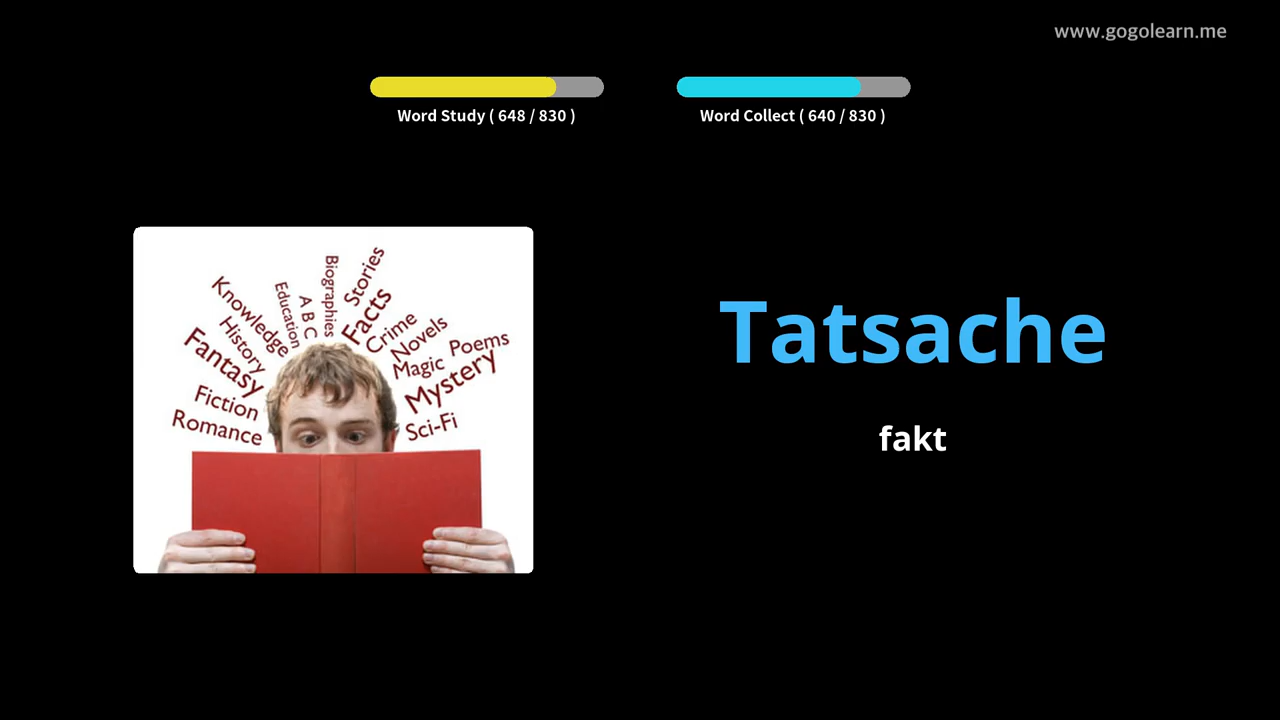 www.gogolearn.me
Word Study ( 648 / 830 )
Word Collect ( 640 / 830 )
Romance
Fiction
Fantasy
History
Knowledge
Education
A B C
Biographies
Stories
Facts
Crime
Novels
Magic
Poems
Mystery
Sci-Fi
Tatsache
fakt